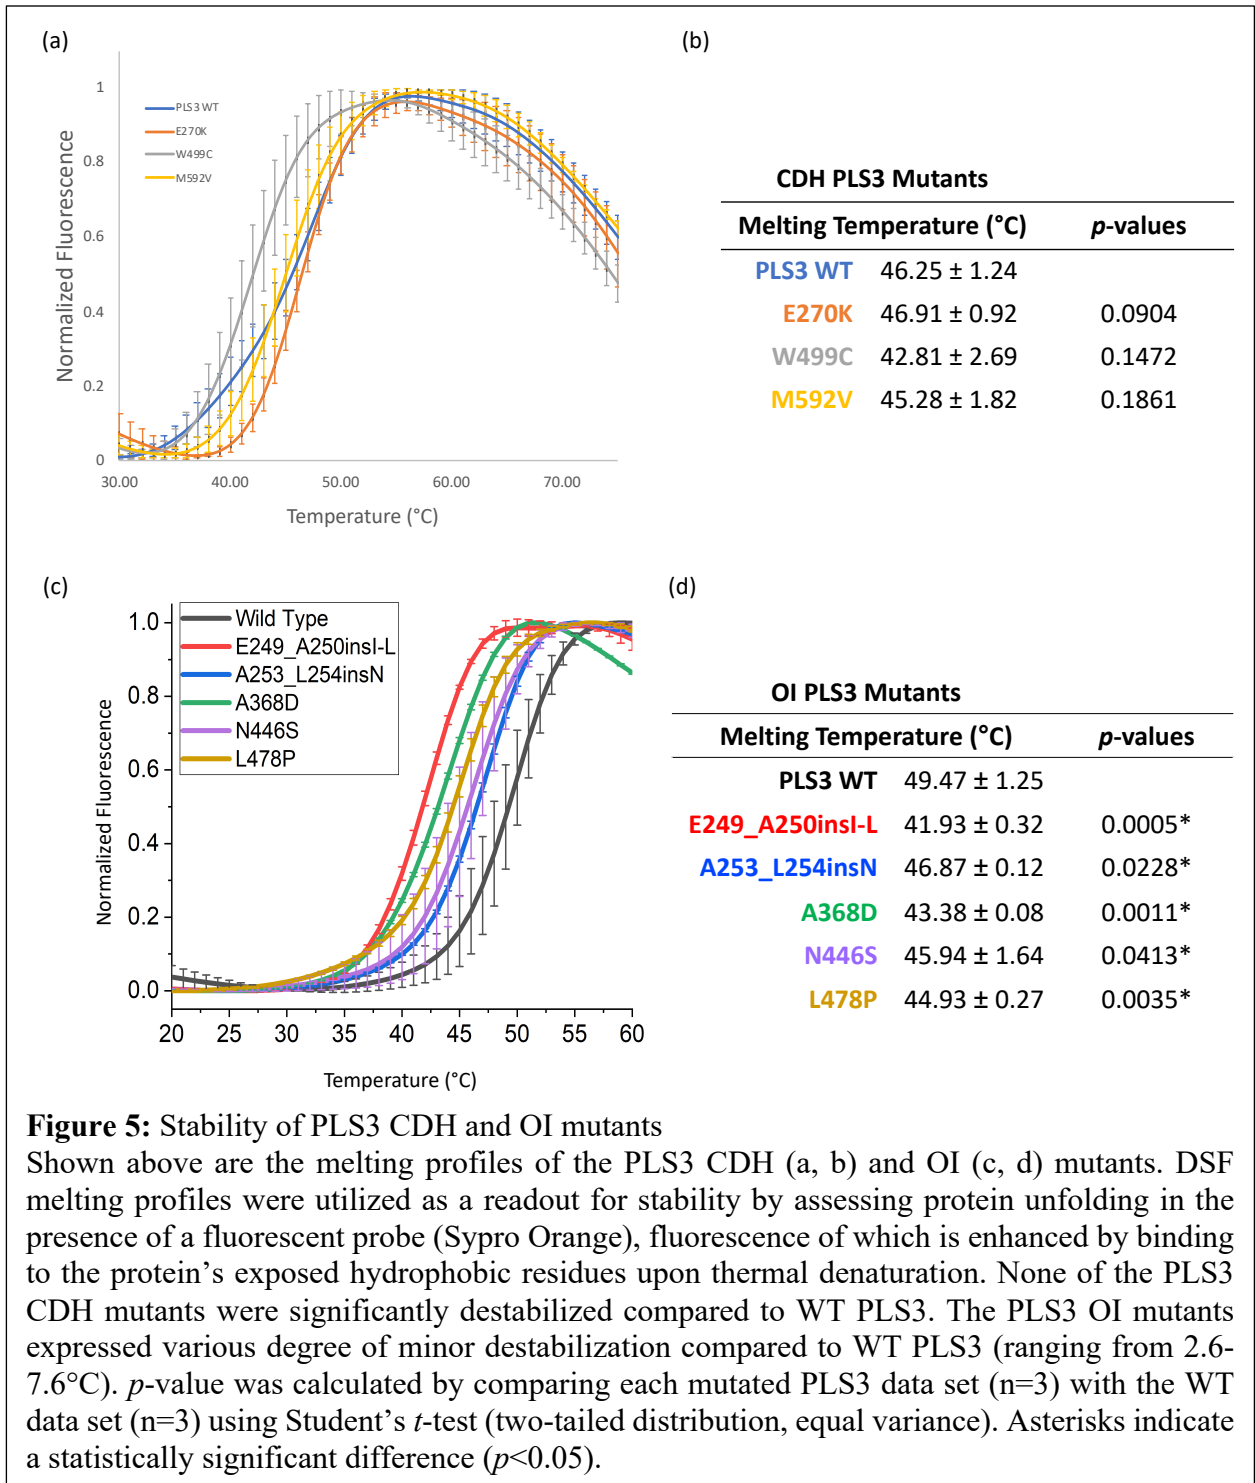 (a)
Normalized Fluorescence
1
0.8
0.6
0.4
0.2
0
PLS3 WT
E270K
W499C
M592V
30.00 40.00 50.00 60.00 70.00
Temperature (°C)
(b)
CDH PLS3 Mutants
Melting Temperature (°C) p-values
PLS3 WT 46.25 ± 1.24
E270K 46.91 ± 0.92 0.0904
W499C 42.81 ± 2.69 0.1472
M592V 45.28 ± 1.82 0.1861
(c)
Normalized Fluorescence
1.0
0.8
0.6
0.4
0.2
0.0
Wild Type
E249_A250insI-L
A253_L254insN
A368D
N446S
L478P
20 25 30 35 40 45 50 55 60
Temperature (°C)
(d)
OI PLS3 Mutants
Melting Temperature (°C) p-values
PLS3 WT 49.47 ± 1.25
E249_A250insI-L 41.93 ± 0.32 0.0005*
A253_L254insN 46.87 ± 0.12 0.0228*
A368D 43.38 ± 0.08 0.0011*
N446S 45.94 ± 1.64 0.0413*
L478P 44.93 ± 0.27 0.0035*
Figure 5: Stability of PLS3 CDH and OI mutants
Shown above are the melting profiles of the PLS3 CDH (a, b) and OI (c, d) mutants. DSF
melting profiles were utilized as a readout for stability by assessing protein unfolding in the
presence of a fluorescent probe (Sypro Orange), fluorescence of which is enhanced by binding
to the protein's exposed hydrophobic residues upon thermal denaturation. None of the PLS3
CDH mutants were significantly destabilized compared to WT PLS3. The PLS3 OI mutants
expressed various degree of minor destabilization compared to WT PLS3 (ranging from 2.6-
7.6°C). p-value was calculated by comparing each mutated PLS3 data set (n=3) with the WT
data set (n=3) using Student's t-test (two-tailed distribution, equal variance). Asterisks indicate
a statistically significant difference (p<0.05).